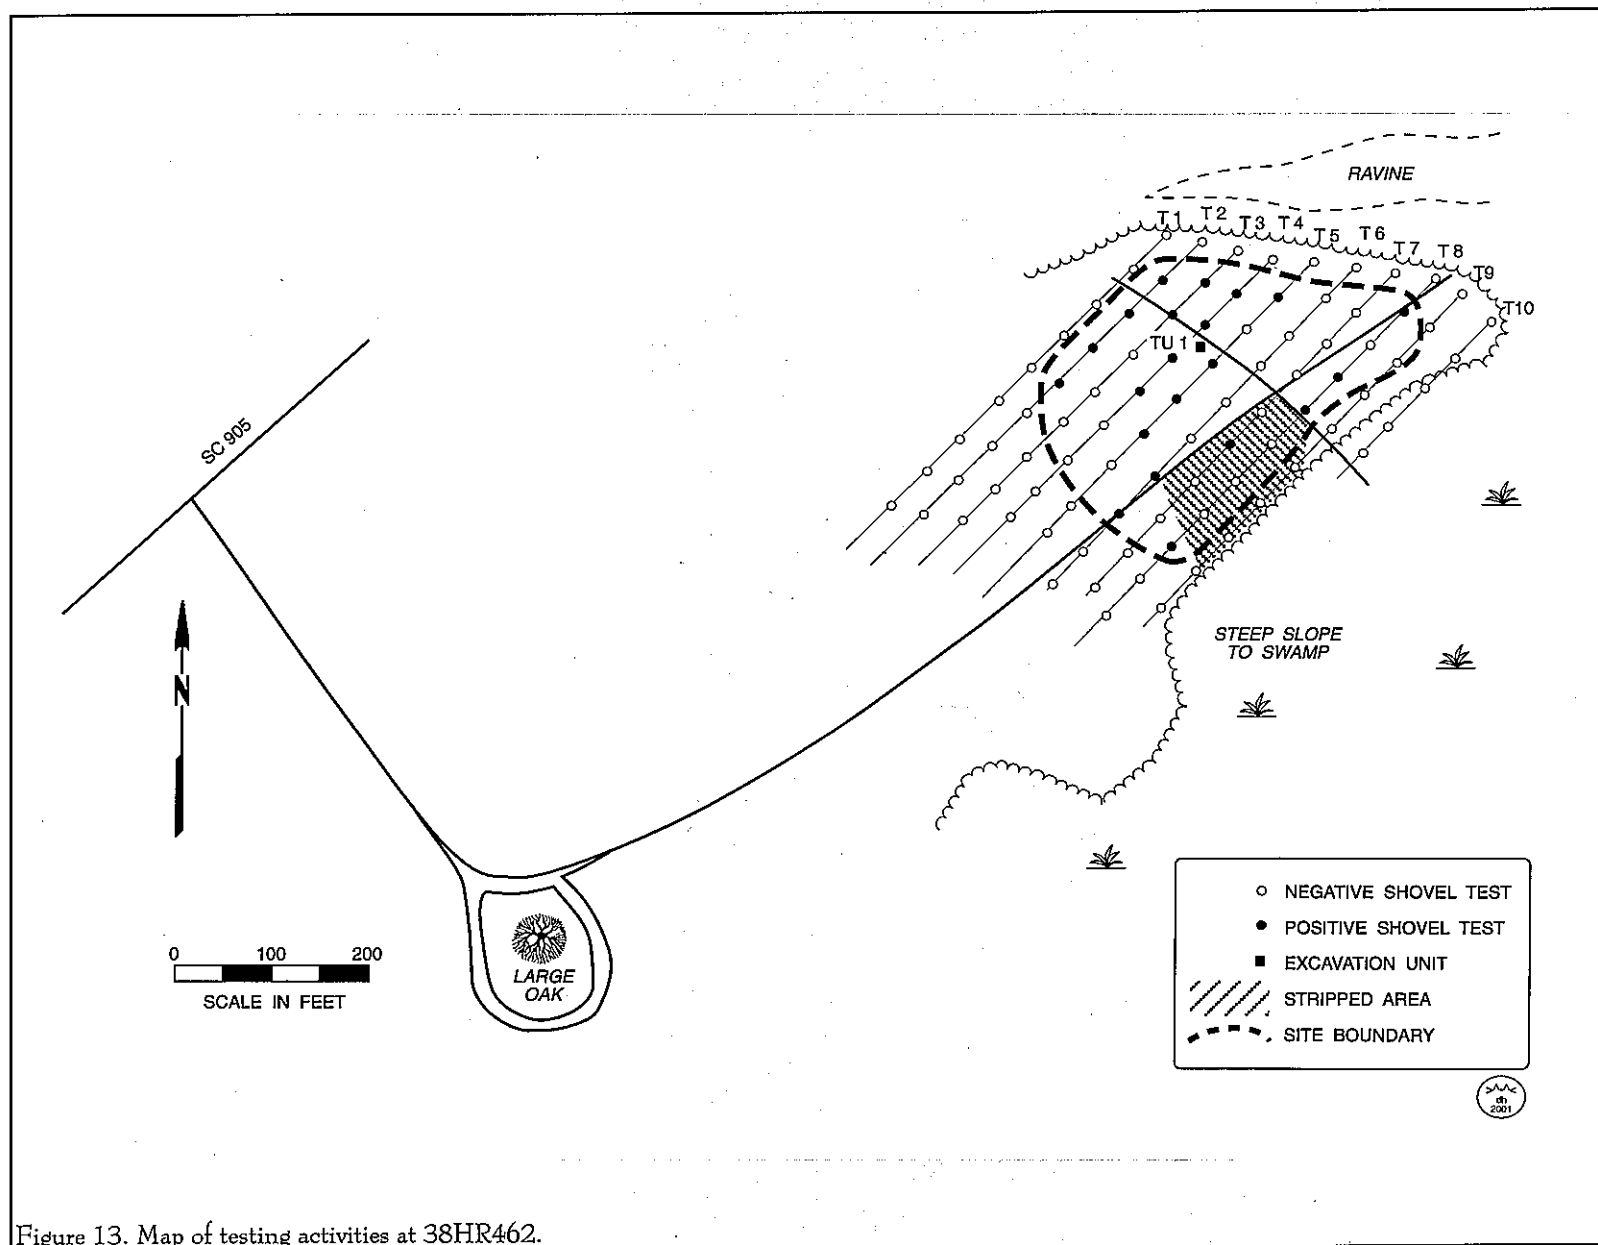 RAVINE
T1 T2 T3 T4 T5 T6 T7 T8 T9 T10
TU 1
SC 905
N
STEEP SLOPE
TO SWAMP
LARGE
OAK
0 100 200
SCALE IN FEET
NEGATIVE SHOVEL TEST
POSITIVE SHOVEL TEST
EXCAVATION UNIT
STRIPPED AREA
SITE BOUNDARY
dh
2001
Figure 13. Map of testing activities at 38HR462.